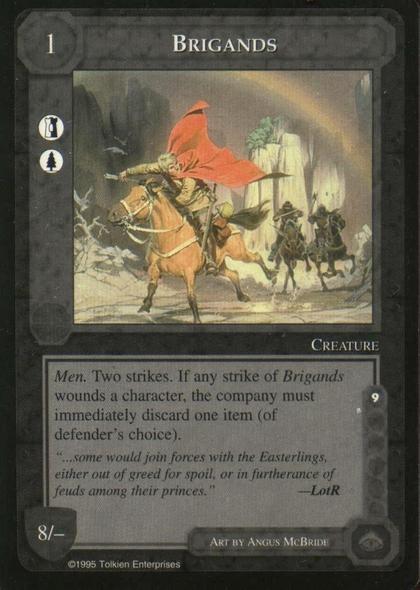 1
BRIGANDS
CREATURE
Men. Two strikes. If any strike of Brigands
wounds a character, the company must
immediately discard one item (of
defender's choice).
9
"...some would join forces with the Easterlings,
either out of greed for spoil, or in furtherance of
feuds among their princes." —LotR
8/–
ART BY ANGUS MCBRIDE
©1995 Tolkien Enterprises